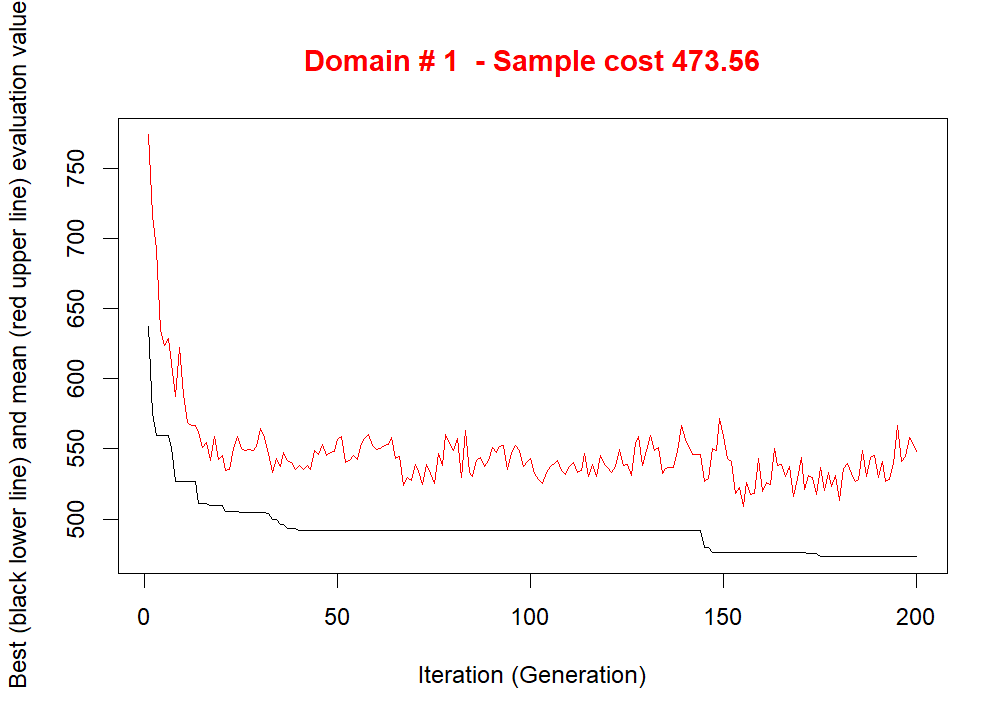 Domain # 1 - Sample cost 473.56
Best (black lower line) and mean (red upper line) evaluation value
750
700
650
600
550
500
0 50 100 150 200
Iteration (Generation)